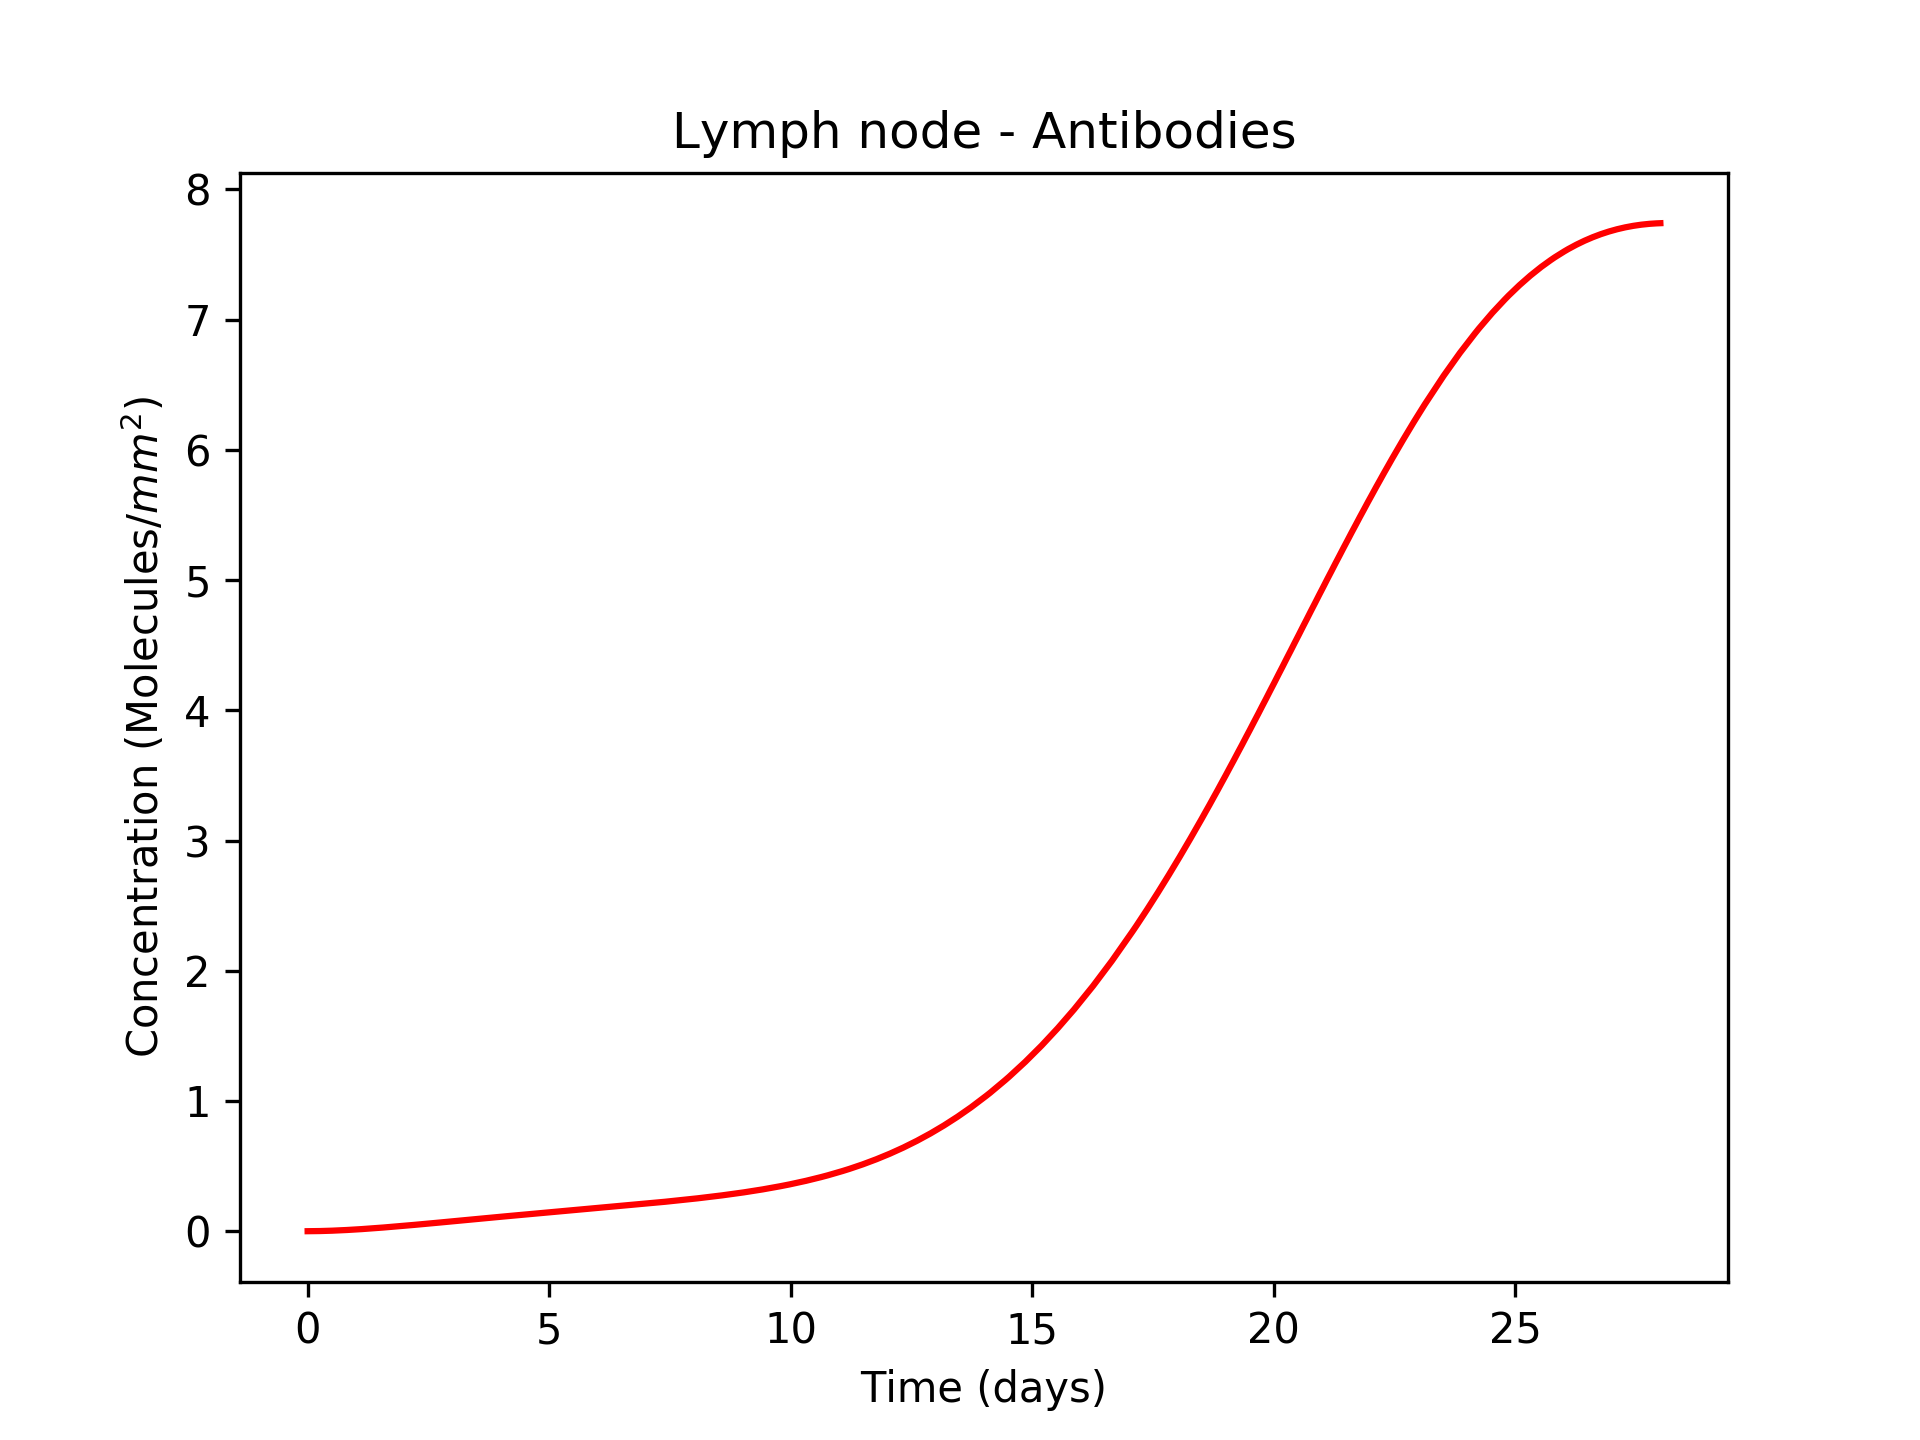 Lymph node - Antibodies
Concentration (Molecules/mm²)
8
7
6
5
4
3
2
1
0
0 5 10 15 20 25
Time (days)